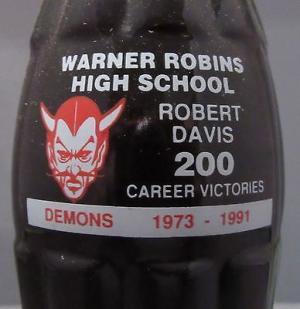 WARNER ROBINS
HIGH SCHOOL
ROBERT
DAVIS
200
CAREER VICTORIES
DEMONS 1973 - 1991